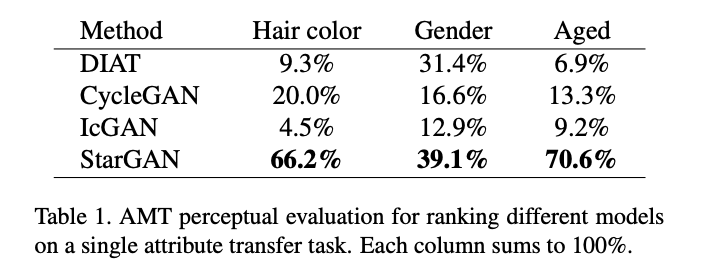 Method Hair color Gender Aged
DIAT 9.3% 31.4% 6.9%
CycleGAN 20.0% 16.6% 13.3%
IcGAN 4.5% 12.9% 9.2%
StarGAN 66.2% 39.1% 70.6%
Table 1. AMT perceptual evaluation for ranking different models
on a single attribute transfer task. Each column sums to 100%.